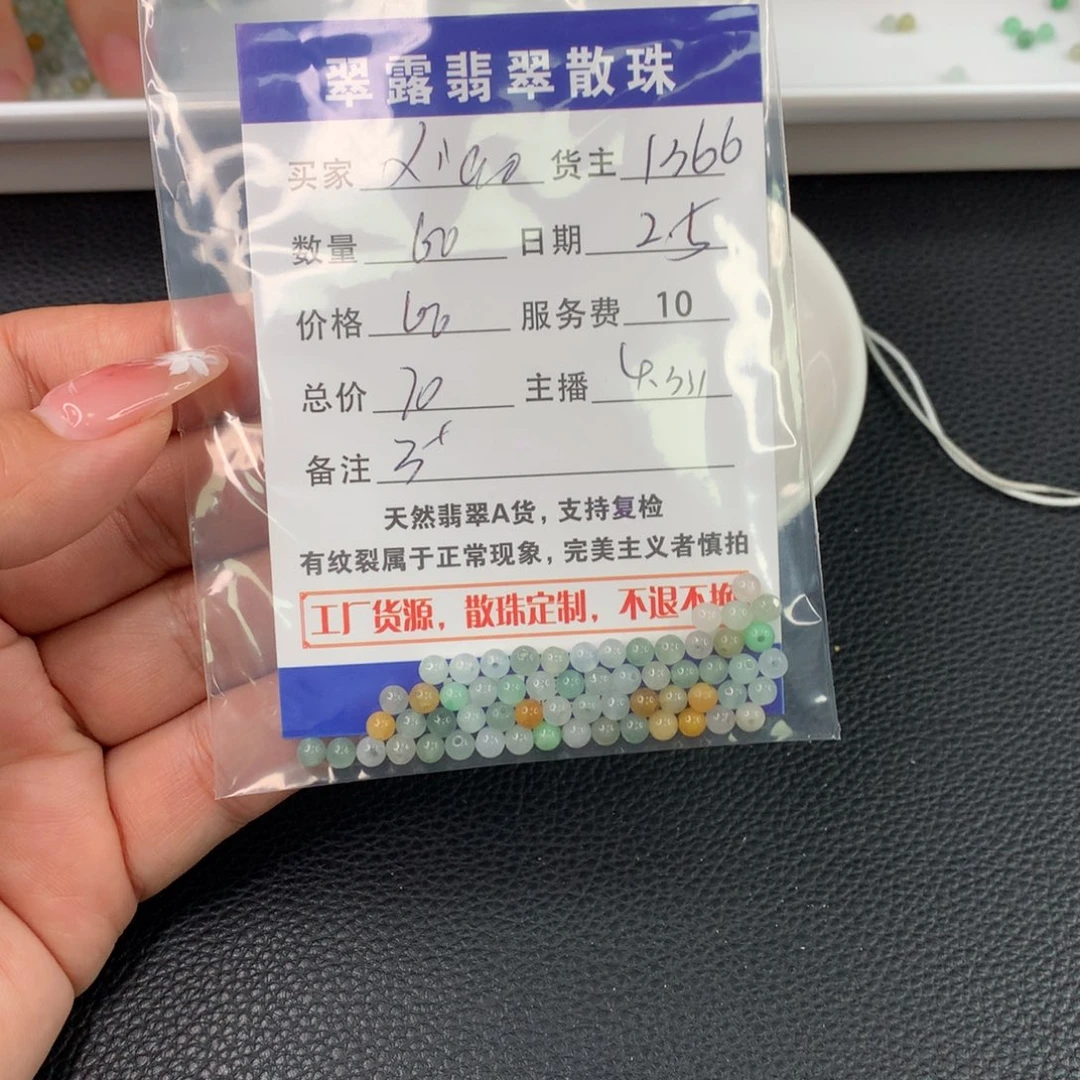 翠露翡翠散珠
买家 Xiao 货主 1366
数量 60 日期 2.5
价格 60 服务费 10
总价 70 主播
备注 3+
天然翡翠A货，支持复检
有纹裂属于正常现象，完美主义者慎拍
工厂货源，散珠定制，不退不换